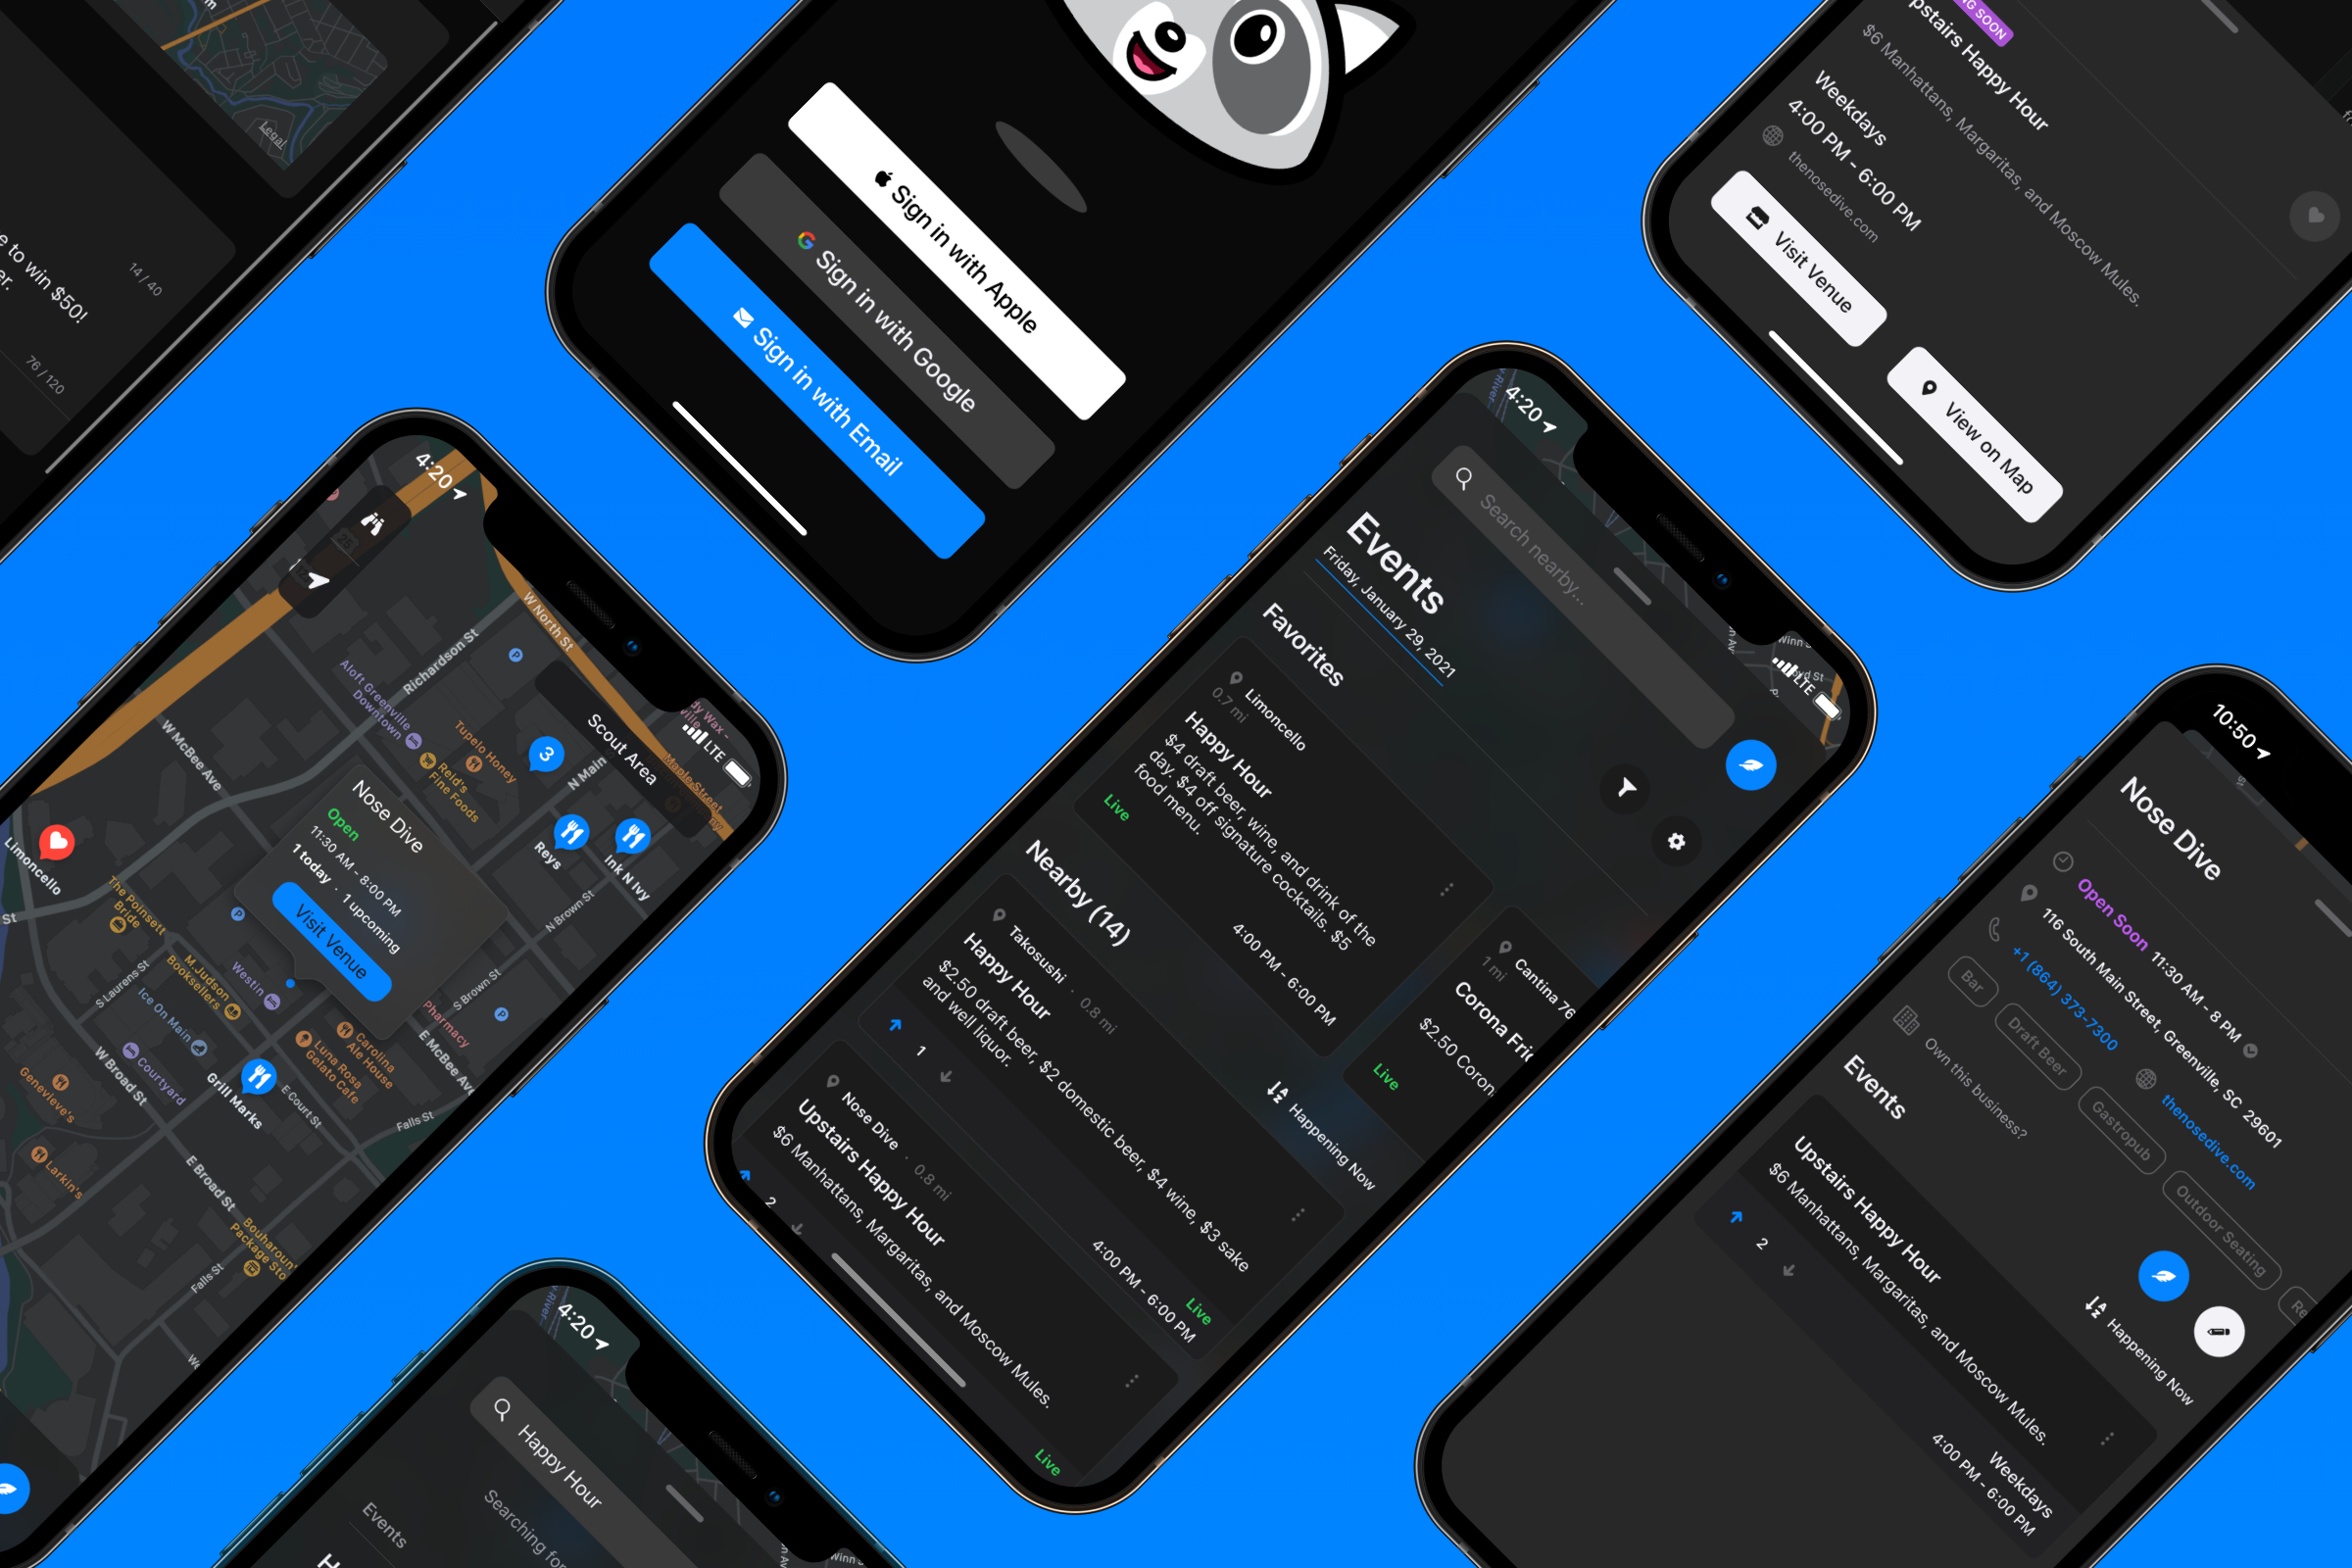 Legal
14 / 40
e to win $50!
er.
76 / 120
Sign in with Apple
Sign in with Google
Sign in with Email
NG SOON
pstairs Happy Hour
$6 Manhattans, Margaritas, and Moscow Mules.
Weekdays
4:00 PM - 6:00 PM
thenosedive.com
Visit Venue
View on Map
4:20
LTE
Scout Area
W North St
Richardson St
Aloft Greenville
Downtown
Tupelo Honey
Reid's
Fine Foods
3
N Main
Maple Street
W McBee Ave
Reys
Ink N Ivy
N Brown St
Limoncello
St
Nose Dive
Open
11:30 AM - 8:00 PM
1 today · 1 upcoming
Visit Venue
The Poinsett
Bride
M.Judson
Booksellers
Westin
S Laurens St
Ice On Main
Courtyard
S Brown St
Pharmacy
E McBee Ave
Carolina
Ale House
Luna Rosa
Gelato Cafe
Grill Marks
E Court St
Genevieve's
W Broad St
Larkin's
Falls St
E Broad St
Falls St
Bouharoun'
Package Sto
4:20
LTE
Search nearby...
Events
Friday, January 29, 2021
Favorites
Limoncello
0.7 mi
Happy Hour
$4 draft beer, wine, and drink of the
day. $4 off signature cocktails. $5
food menu.
Live
4:00 PM - 6:00 PM
Cantina 76
1 mi
Corona Frid
$2.50 Coron
Live
Nearby (14)
Happening Now
Takosushi · 0.8 mi
Happy Hour
$2.50 draft beer, $2 domestic beer, $4 wine, $3 sake
and well liquor.
1
Live
4:00 PM - 6:00 PM
Nose Dive · 0.8 mi
Upstairs Happy Hour
$6 Manhattans, Margaritas, and Moscow Mules.
2
Live
4:20
Happy Hour
Events
Searching for
Winn S
10:50
Nose Dive
Open Soon 11:30 AM - 8 PM
116 South Main Street, Greenville, SC 29601
+1 (864) 373-7300
thenosedive.com
Bar
Draft Beer
Gastropub
Outdoor Seating
Re
Own this business?
Events
Happening Now
Upstairs Happy Hour
$6 Manhattans, Margaritas, and Moscow Mules.
2
Weekdays
4:00 PM - 6:00 PM